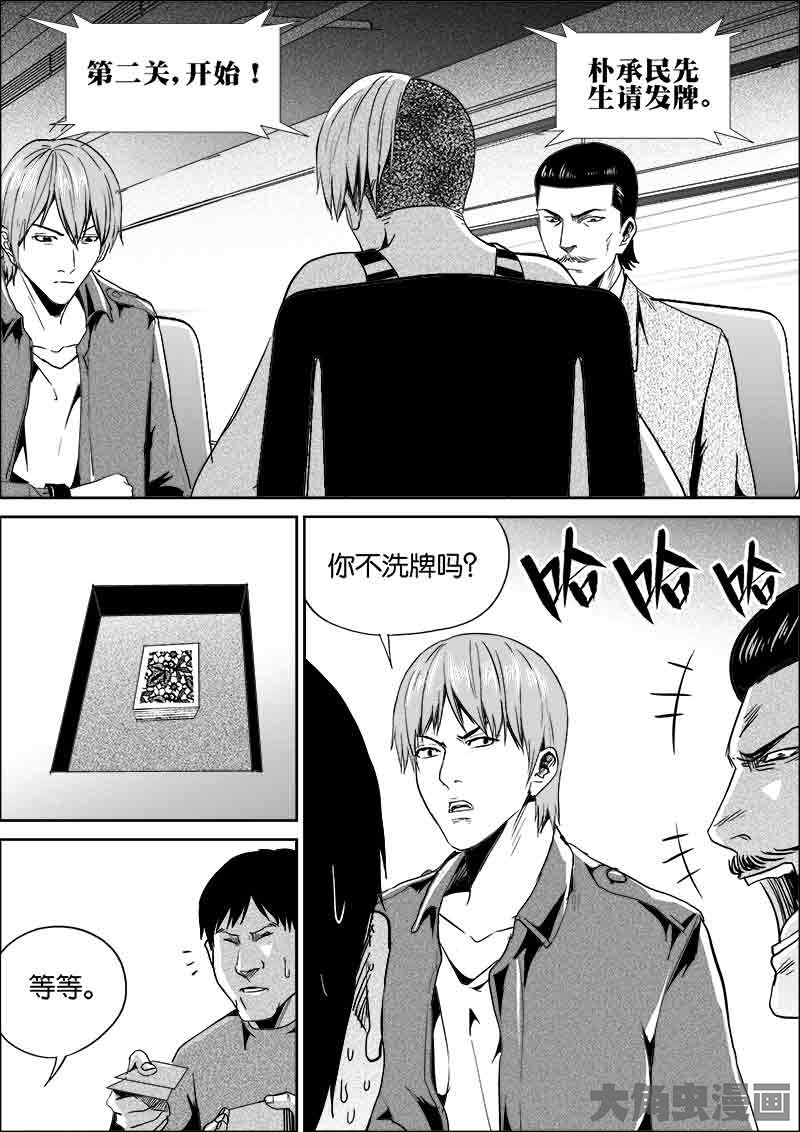 第二关，开始！
朴承民先
生请发牌。
你不洗牌吗？
哈哈哈
等等。
大角虫漫画